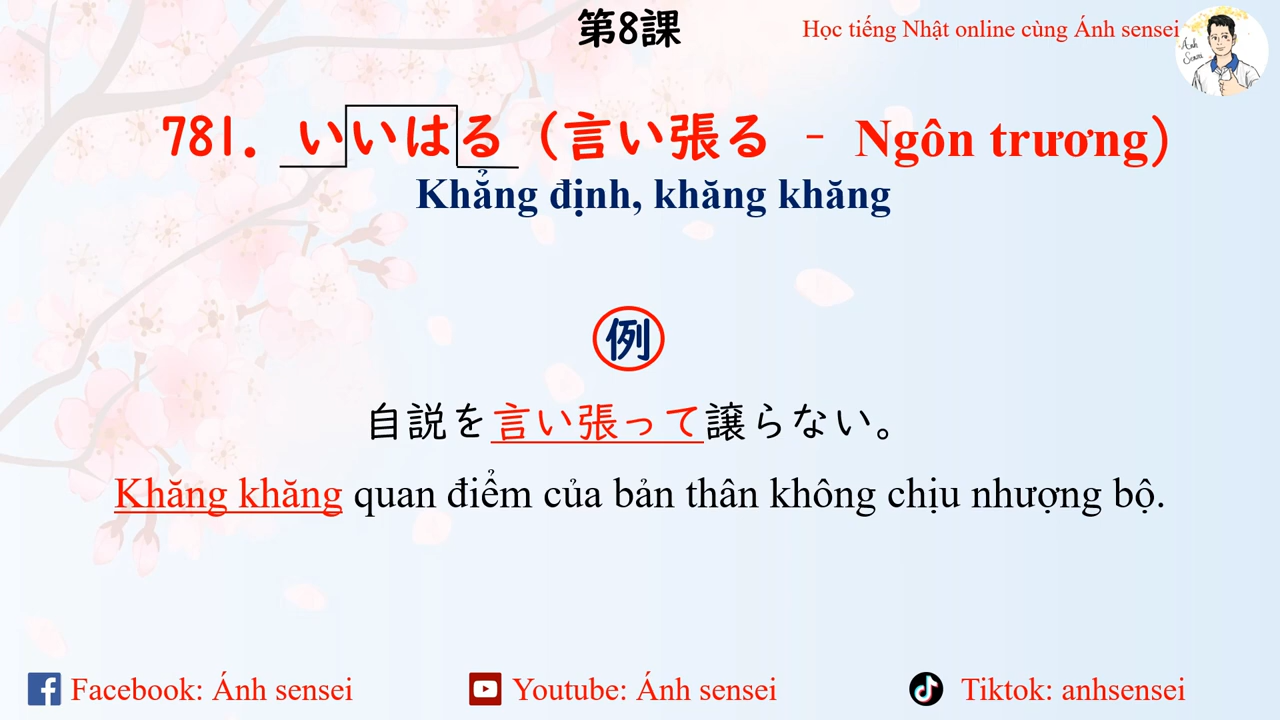 第8課
Học tiếng Nhật online cùng Ánh sensei
Anh Sensei
781. いいはる (言い張る - Ngôn trương)
Khẳng định, khăng khăng
例
自説を言い張って譲らない。
Khăng khăng quan điểm của bản thân không chịu nhượng bộ.
Facebook: Ánh sensei
Youtube: Ánh sensei
Tiktok: anhsensei